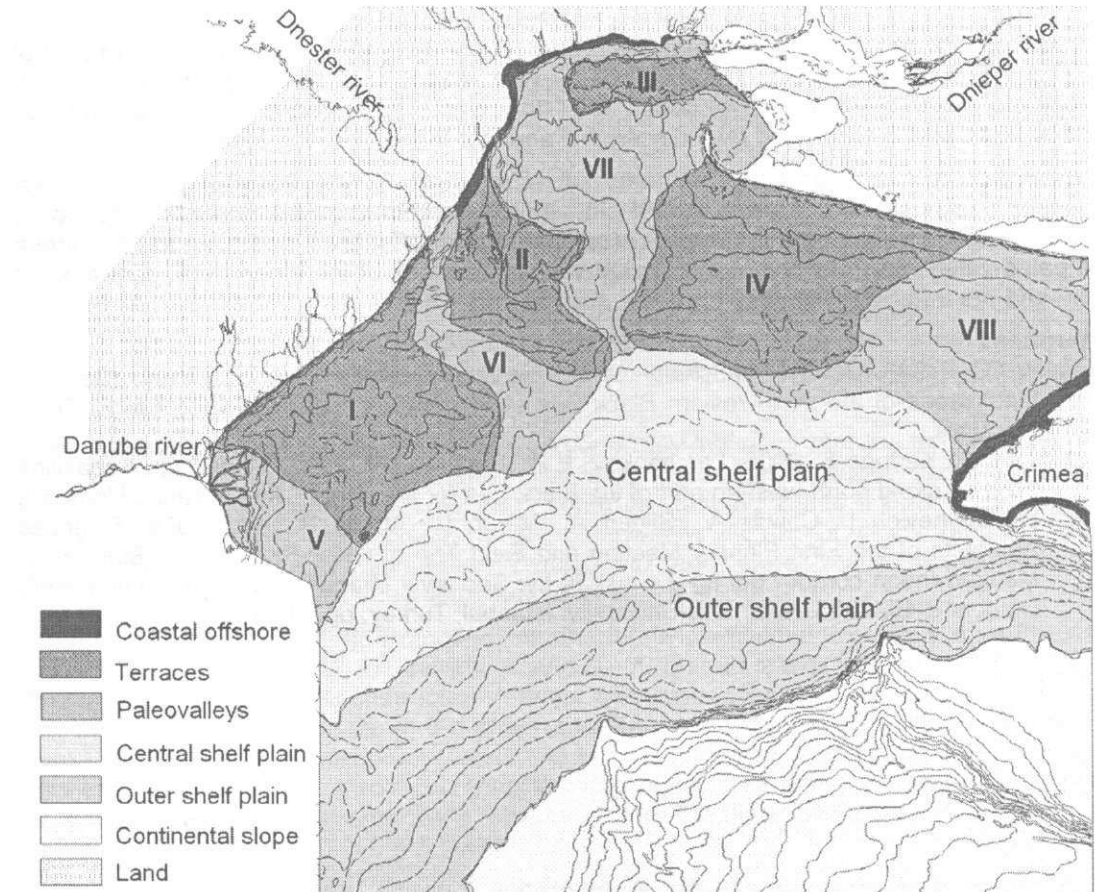 Dnester river
Dnieper river
III
VII
II
IV
VIII
VI
I
Danube river
Central shelf plain
Crimea
V
Outer shelf plain
Coastal offshore
Terraces
Paleovalleys
Central shelf plain
Outer shelf plain
Continental slope
Land